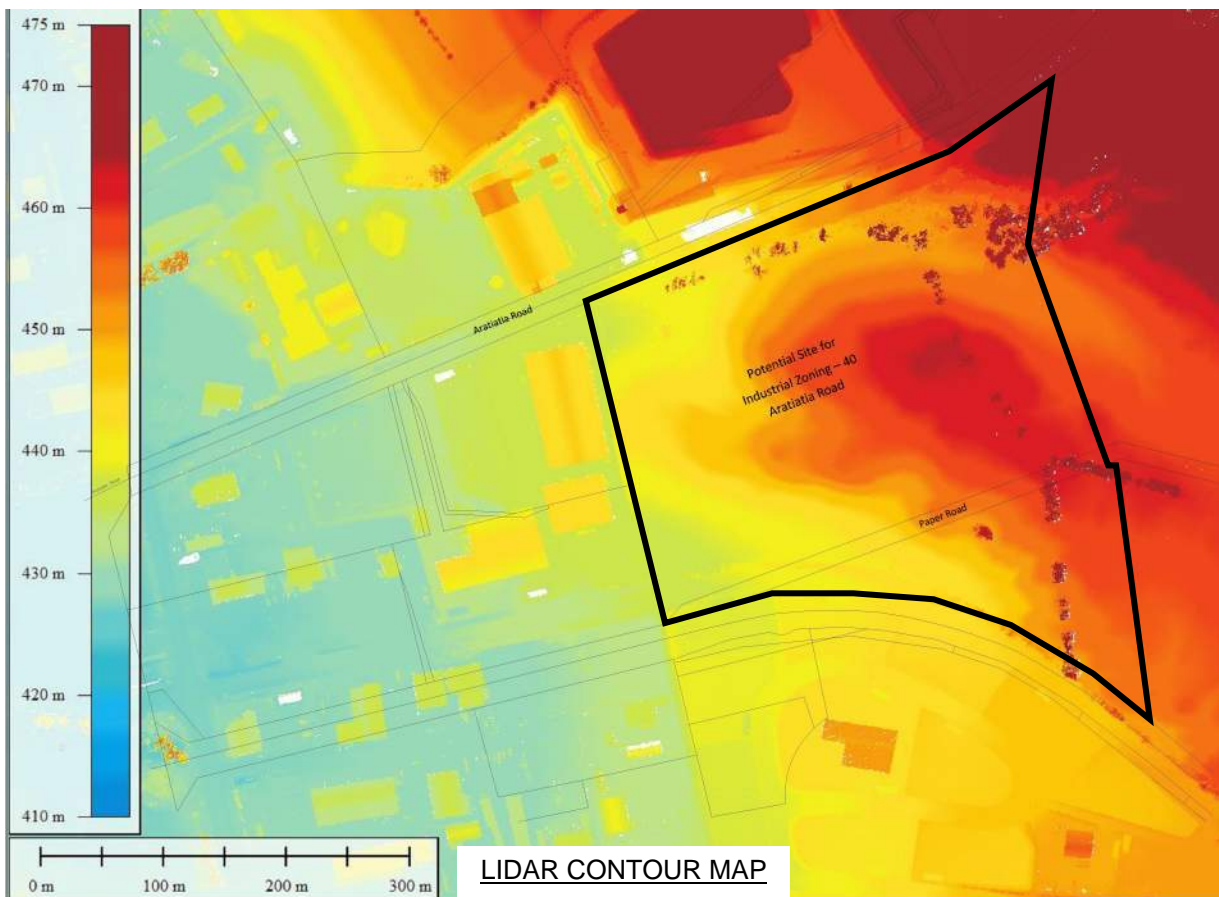 475 m
470 m
460 m
450 m
440 m
430 m
420 m
410 m
Aratiatia Road
Potential Site for
Industrial Zoning – 40
Aratiatia Road
Paper Road
0 m
100 m
200 m
300 m
LIDAR CONTOUR MAP